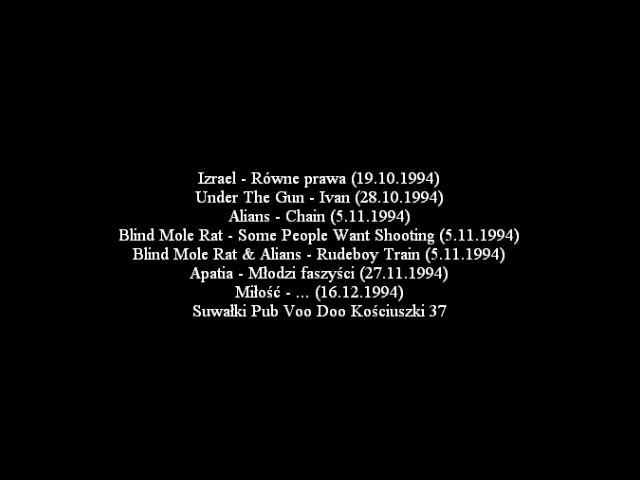 Izrael - Równe prawa (19.10.1994)
Under The Gun - Ivan (28.10.1994)
Alians - Chain (5.11.1994)
Blind Mole Rat - Some People Want Shooting (5.11.1994)
Blind Mole Rat & Alians - Rudeboy Train (5.11.1994)
Apatia - Młodzi faszyści (27.11.1994)
Miłość - ... (16.12.1994)
Suwałki Pub Voo Doo Kościuszki 37